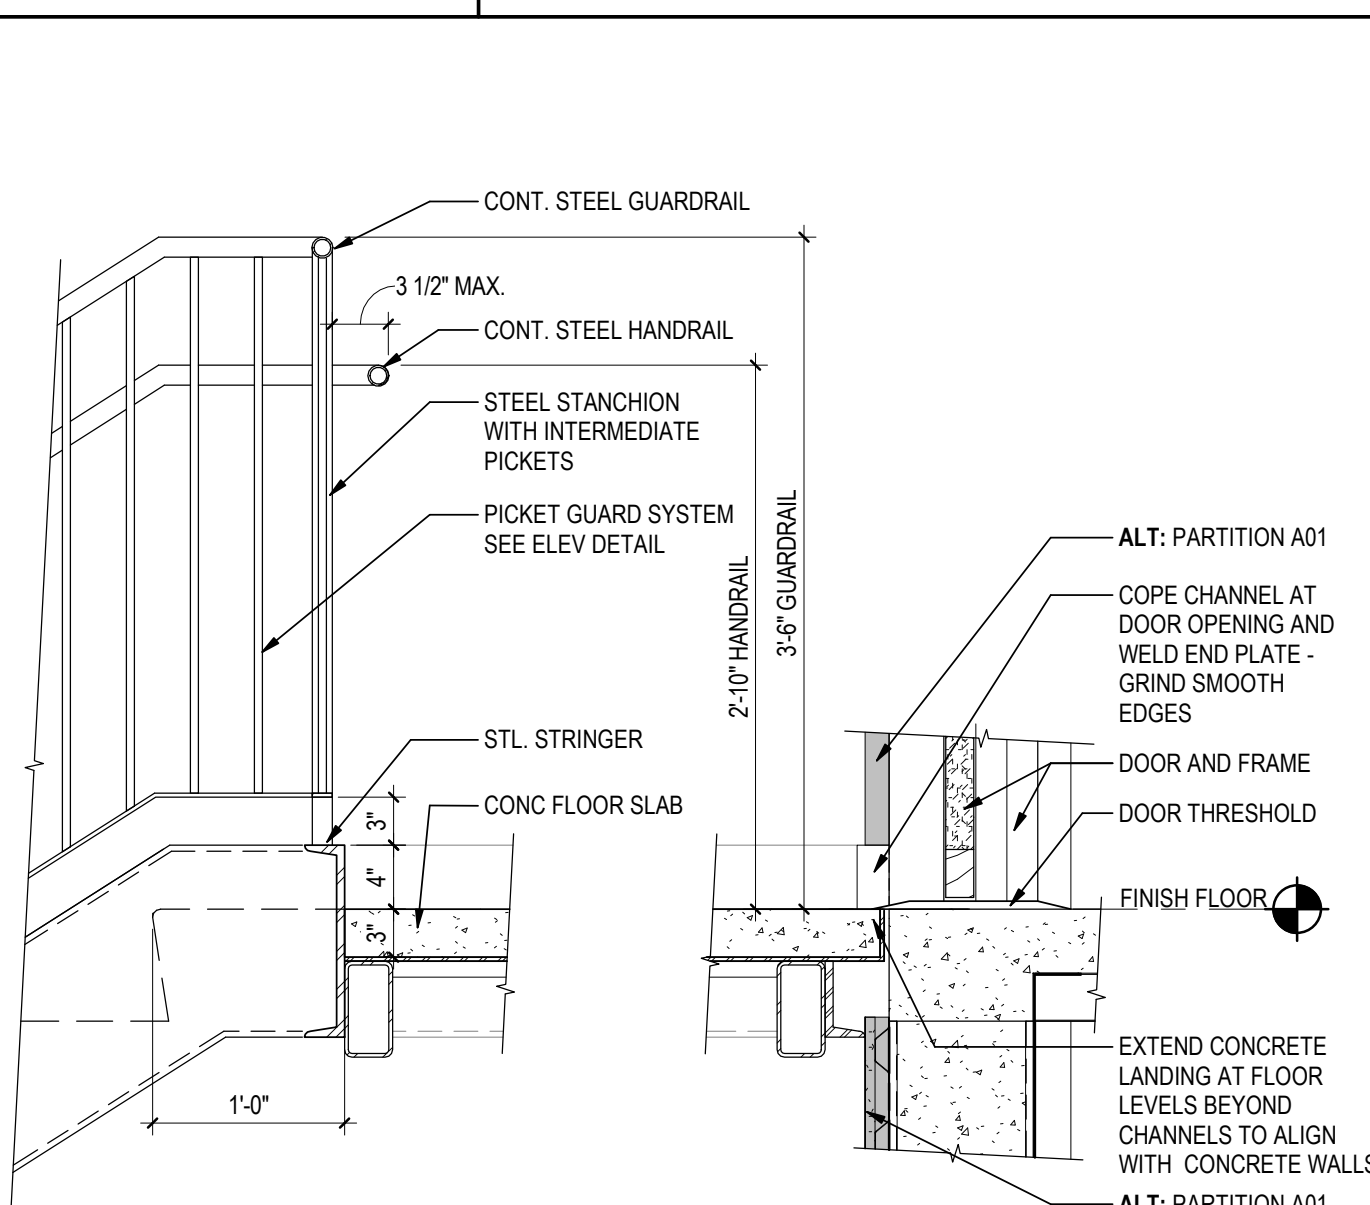 CONT. STEEL GUARDRAIL
3 1/2" MAX.
CONT. STEEL HANDRAIL
STEEL STANCHION
WITH INTERMEDIATE
PICKETS
PICKET GUARD SYSTEM
SEE ELEV DETAIL
2'-10" HANDRAIL
3'-6" GUARDRAIL
STL. STRINGER
CONC FLOOR SLAB
3"
4"
3"
1'-0"
ALT: PARTITION A01
COPE CHANNEL AT
DOOR OPENING AND
WELD END PLATE -
GRIND SMOOTH
EDGES
DOOR AND FRAME
DOOR THRESHOLD
FINISH FLOOR
EXTEND CONCRETE
LANDING AT FLOOR
LEVELS BEYOND
CHANNELS TO ALIGN
WITH CONCRETE WALLS
ALT: PARTITION A01